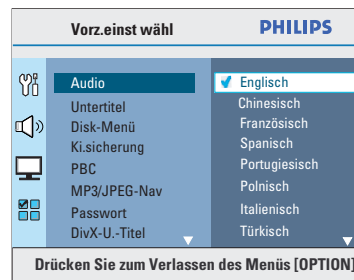 Vorz.einst wähl
PHILIPS
Audio
Untertitel
Disk-Menü
Ki.sicherung
PBC
MP3/JPEG-Nav
Passwort
DivX-U.-Titel
Englisch
Chinesisch
Französisch
Spanisch
Portugiesisch
Polnisch
Italienisch
Türkisch
Drücken Sie zum Verlassen des Menüs [OPTION]